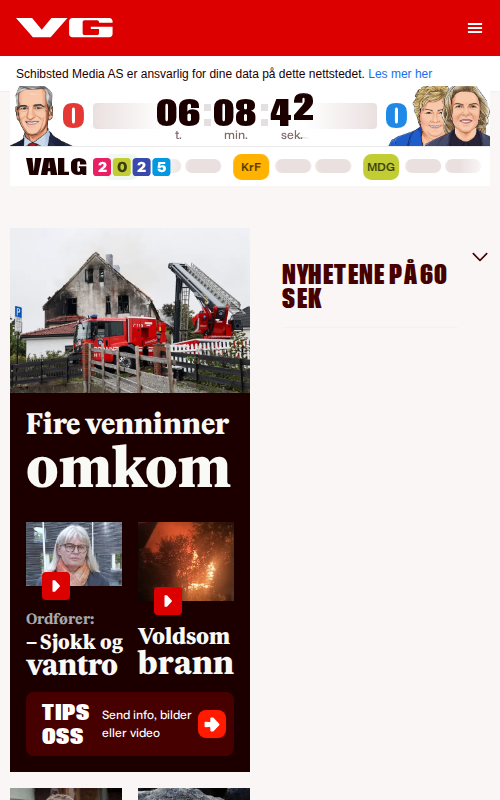 VG
Schibsted Media AS er ansvarlig for dine data på dette nettstedet. Les mer her
0 06:08:42 0
t. min. sek.
VALG 2025 KrF MDG
NYHETENE PÅ 60
SEK
Fire venninner
omkom
Ordfører:
– Sjokk og
vantro
Voldsom
brann
TIPS
OSS
Send info, bilder
eller video